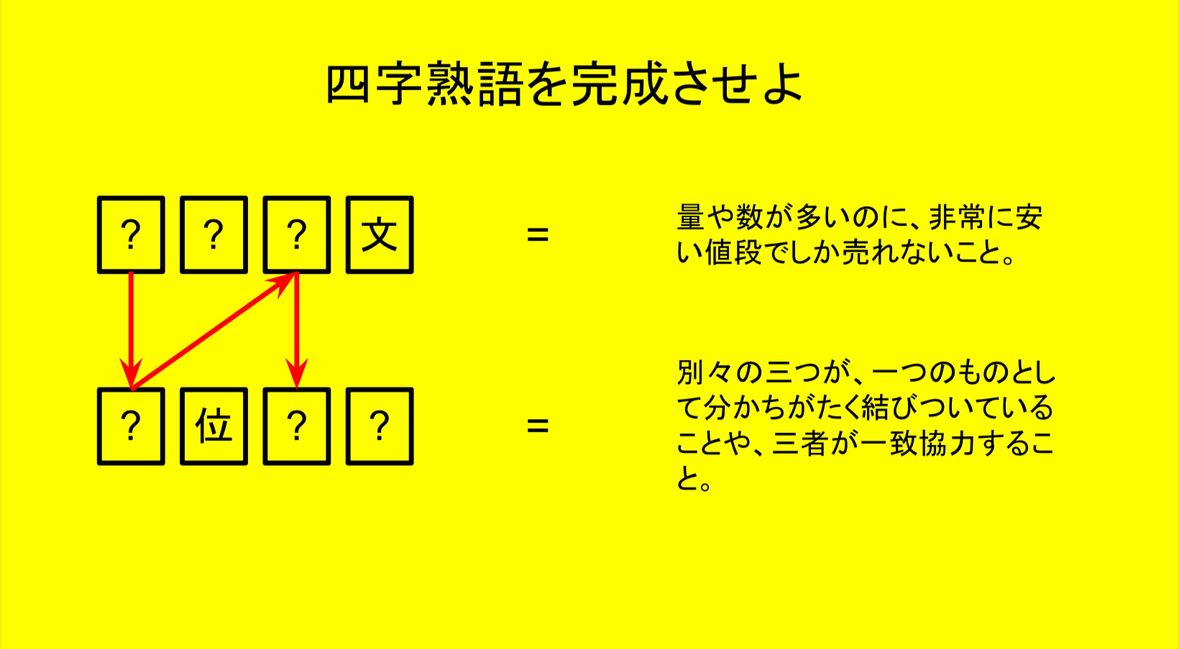 四字熟語を完成させよ
? ? ? 文 = 量や数が多いのに、非常に安
い値段でしか売れないこと。
? 位 ? ? = 別々の三つが、一つのものとし
て分かちがたく結びついている
ことや、三者が一致協力するこ
と。